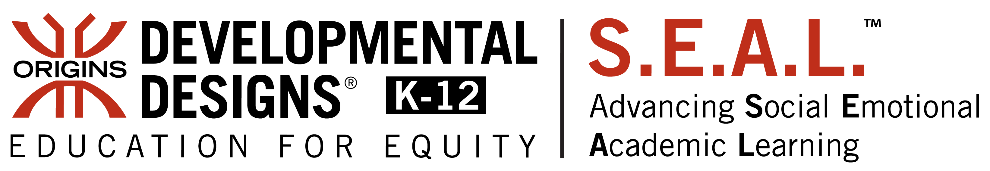 ORIGINS
DEVELOPMENTAL
DESIGNS® K-12
EDUCATION FOR EQUITY
S.E.A.L.™
Advancing Social Emotional
Academic Learning